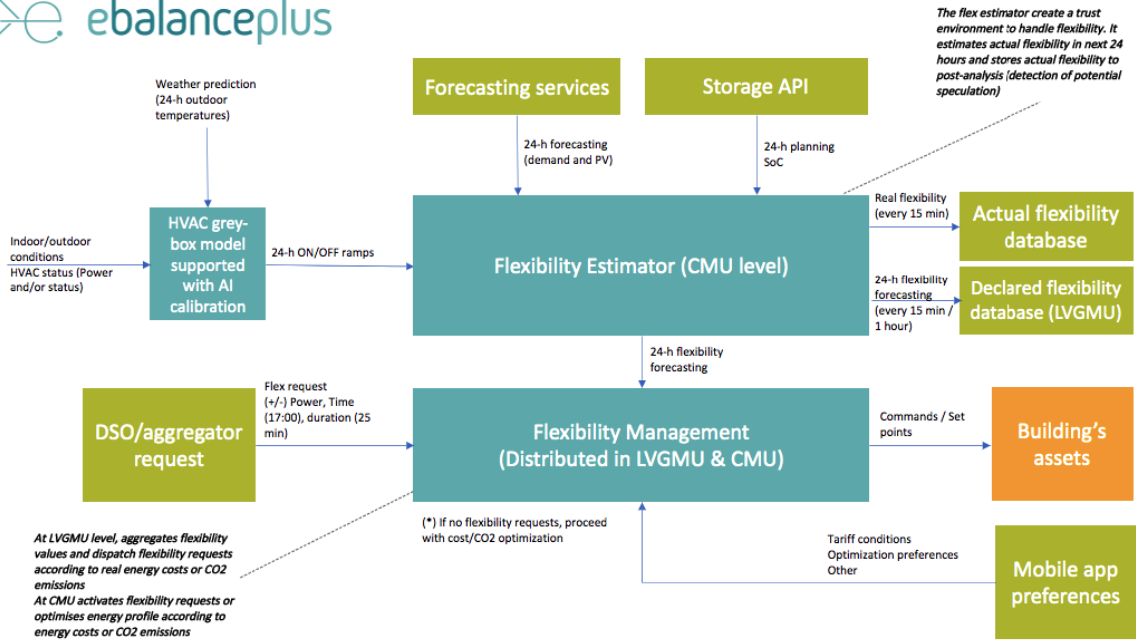 ebalanceplus
The flex estimator create a trust
environment to handle flexibility. It
estimates actual flexibility in next 24
hours and stores actual flexibility to
post-analysis (detection of potential
speculation)
Weather prediction
(24-h outdoor
temperatures)
Forecasting services
Storage API
24-h forecasting
(demand and PV)
24-h planning
SoC
Indoor/outdoor
conditions
HVAC status (Power
and/or status)
HVAC grey-
box model
supported
with AI
calibration
24-h ON/OFF ramps
Flexibility Estimator (CMU level)
Real flexibility
(every 15 min)
Actual flexibility
database
24-h flexibility
forecasting
(every 15 min /
1 hour)
Declared flexibility
database (LVGMU)
24-h flexibility
forecasting
DSO/aggregator
request
Flex request
(+/-) Power, Time
(17:00), duration (25
min)
Flexibility Management
(Distributed in LVGMU & CMU)
Commands / Set
points
Building's
assets
(*) If no flexibility requests, proceed
with cost/CO2 optimization
At LVGMU level, aggregates flexibility
values and dispatch flexibility requests
according to real energy costs or CO2
emissions
At CMU activates flexibility requests or
optimises energy profile according to
energy costs or CO2 emissions
Tariff conditions
Optimization preferences
Other
Mobile app
preferences